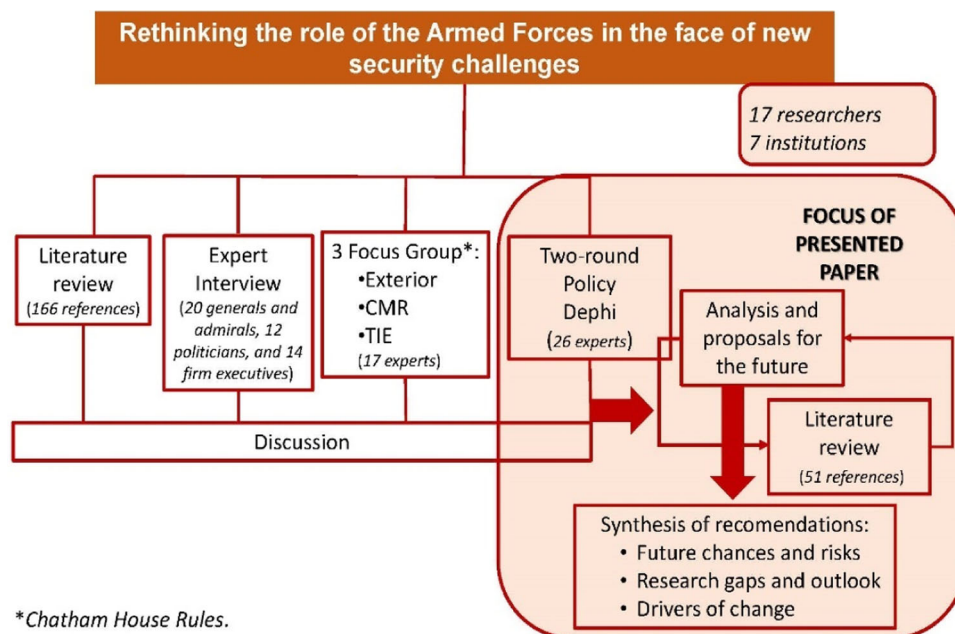 Rethinking the role of the Armed Forces in the face of new
security challenges
17 researchers
7 institutions
Literature
review
(166 references)
Expert
Interview
(20 generals and
admirals, 12
politicians, and 14
firm executives)
3 Focus Group*:
•Exterior
•CMR
•TIE
(17 experts)
Two-round
Policy
Dephi
(26 experts)
FOCUS OF
PRESENTED
PAPER
Analysis and
proposals for
the future
Literature
review
(51 references)
Discussion
Synthesis of recomendations:
• Future chances and risks
• Research gaps and outlook
• Drivers of change
*Chatham House Rules.